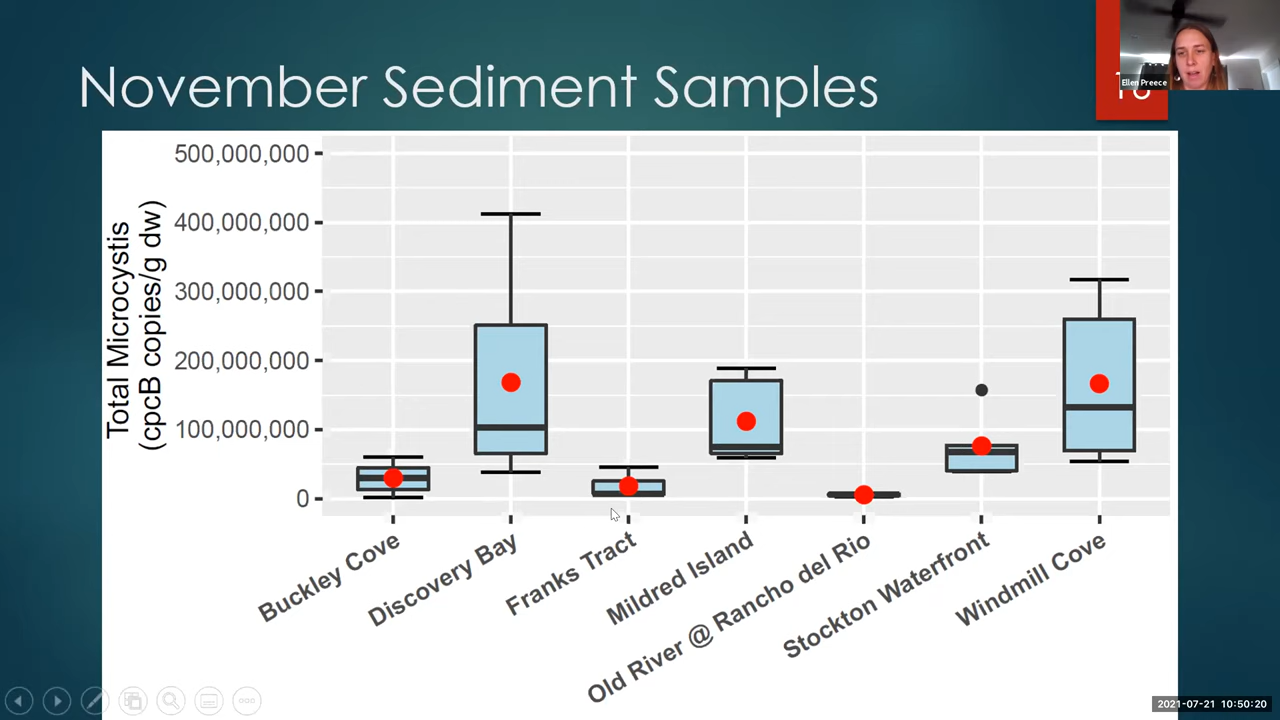 November Sediment Samples
Ellen Preece
Total Microcystis
(cpcB copies/g dw)
500,000,000
400,000,000
300,000,000
200,000,000
100,000,000
0
Buckley Cove
Discovery Bay
Franks Tract
Mildred Island
Old River @ Rancho del Rio
Stockton Waterfront
Windmill Cove
2021-07-21 10:50:20